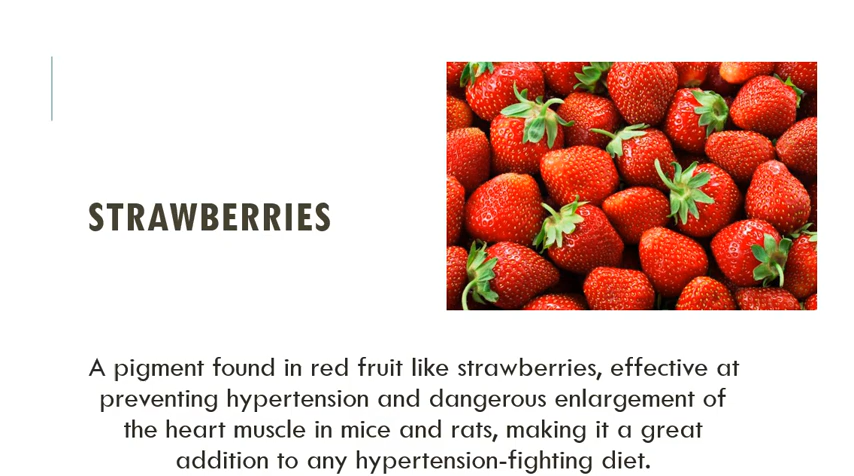 STRAWBERRIES
A pigment found in red fruit like strawberries, effective at
preventing hypertension and dangerous enlargement of
the heart muscle in mice and rats, making it a great
addition to any hypertension-fighting diet.